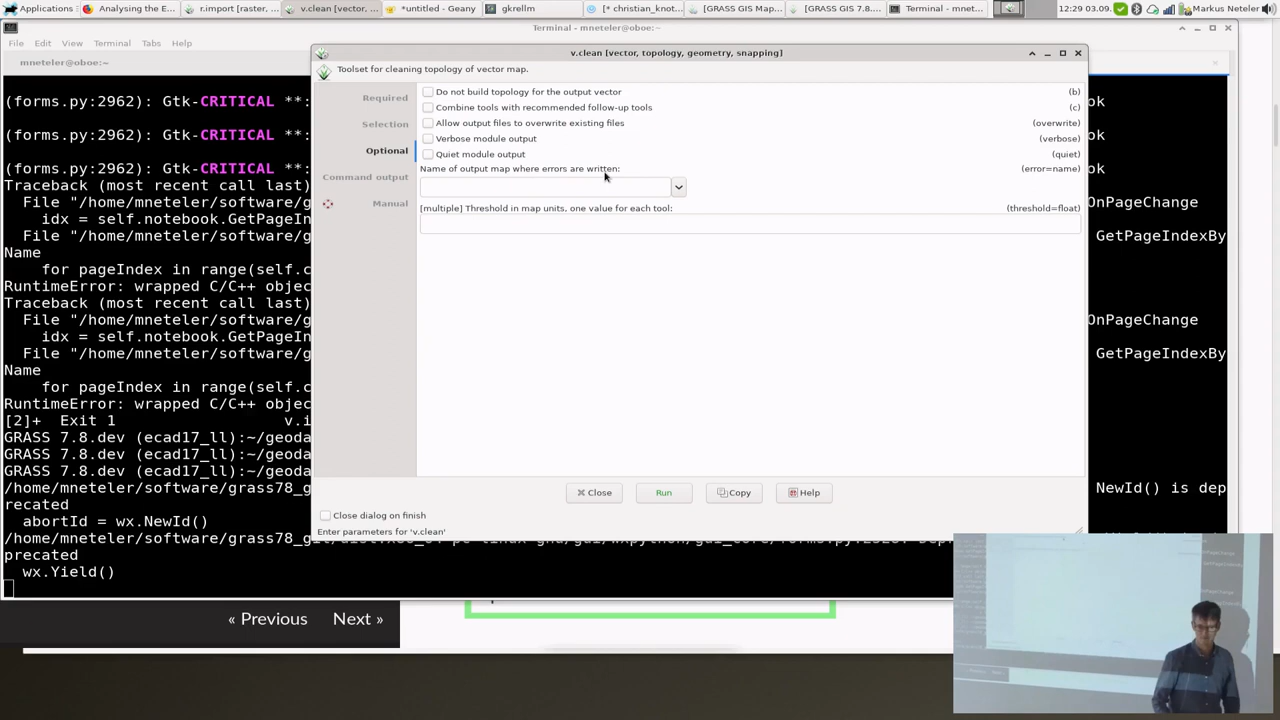 Applications
Analysing the E...
r.import [raster, ...
v.clean [vector, ...
*untitled - Geany
gkrellm
[* christian_knot...
[GRASS GIS Map...
[GRASS GIS 7.8....
Terminal - mnet...
12:29 03.09.
Markus Neteler
Terminal - mneteler@oboe: ~
File Edit View Terminal Tabs Help
mneteler@oboe: ~
(forms.py:2962): Gtk-CRITICAL **:
ok
(forms.py:2962): Gtk-CRITICAL **:
ok
(forms.py:2962): Gtk-CRITICAL **:
ok
Traceback (most recent call last)
File "/home/mneteler/software/g
OnPageChange
idx = self.notebook.GetPageIn
File "/home/mneteler/software/g
GetPageIndexBy
Name
for pageIndex in range(self.c
RuntimeError: wrapped C/C++ objec
Traceback (most recent call last)
File "/home/mneteler/software/g
OnPageChange
idx = self.notebook.GetPageIn
File "/home/mneteler/software/g
GetPageIndexBy
Name
for pageIndex in range(self.c
RuntimeError: wrapped C/C++ objec
[2]+ Exit 1 v.i
GRASS 7.8.dev (ecad17_ll):~/geoda
GRASS 7.8.dev (ecad17_ll):~/geoda
GRASS 7.8.dev (ecad17_ll):~/geoda
/home/mneteler/software/grass78_g
NewId() is dep
recated
abortId = wx.NewId()
precated
wx.Yield()
v.clean [vector, topology, geometry, snapping]
Toolset for cleaning topology of vector map.
Required
Selection
Optional
Command output
Manual
Do not build topology for the output vector (b)
Combine tools with recommended follow-up tools (c)
Allow output files to overwrite existing files (overwrite)
Verbose module output (verbose)
Quiet module output (quiet)
Name of output map where errors are written: (error=name)
[multiple] Threshold in map units, one value for each tool: (threshold=float)
Close
Run
Copy
Help
Close dialog on finish
Enter parameters for 'v.clean'
« Previous Next »